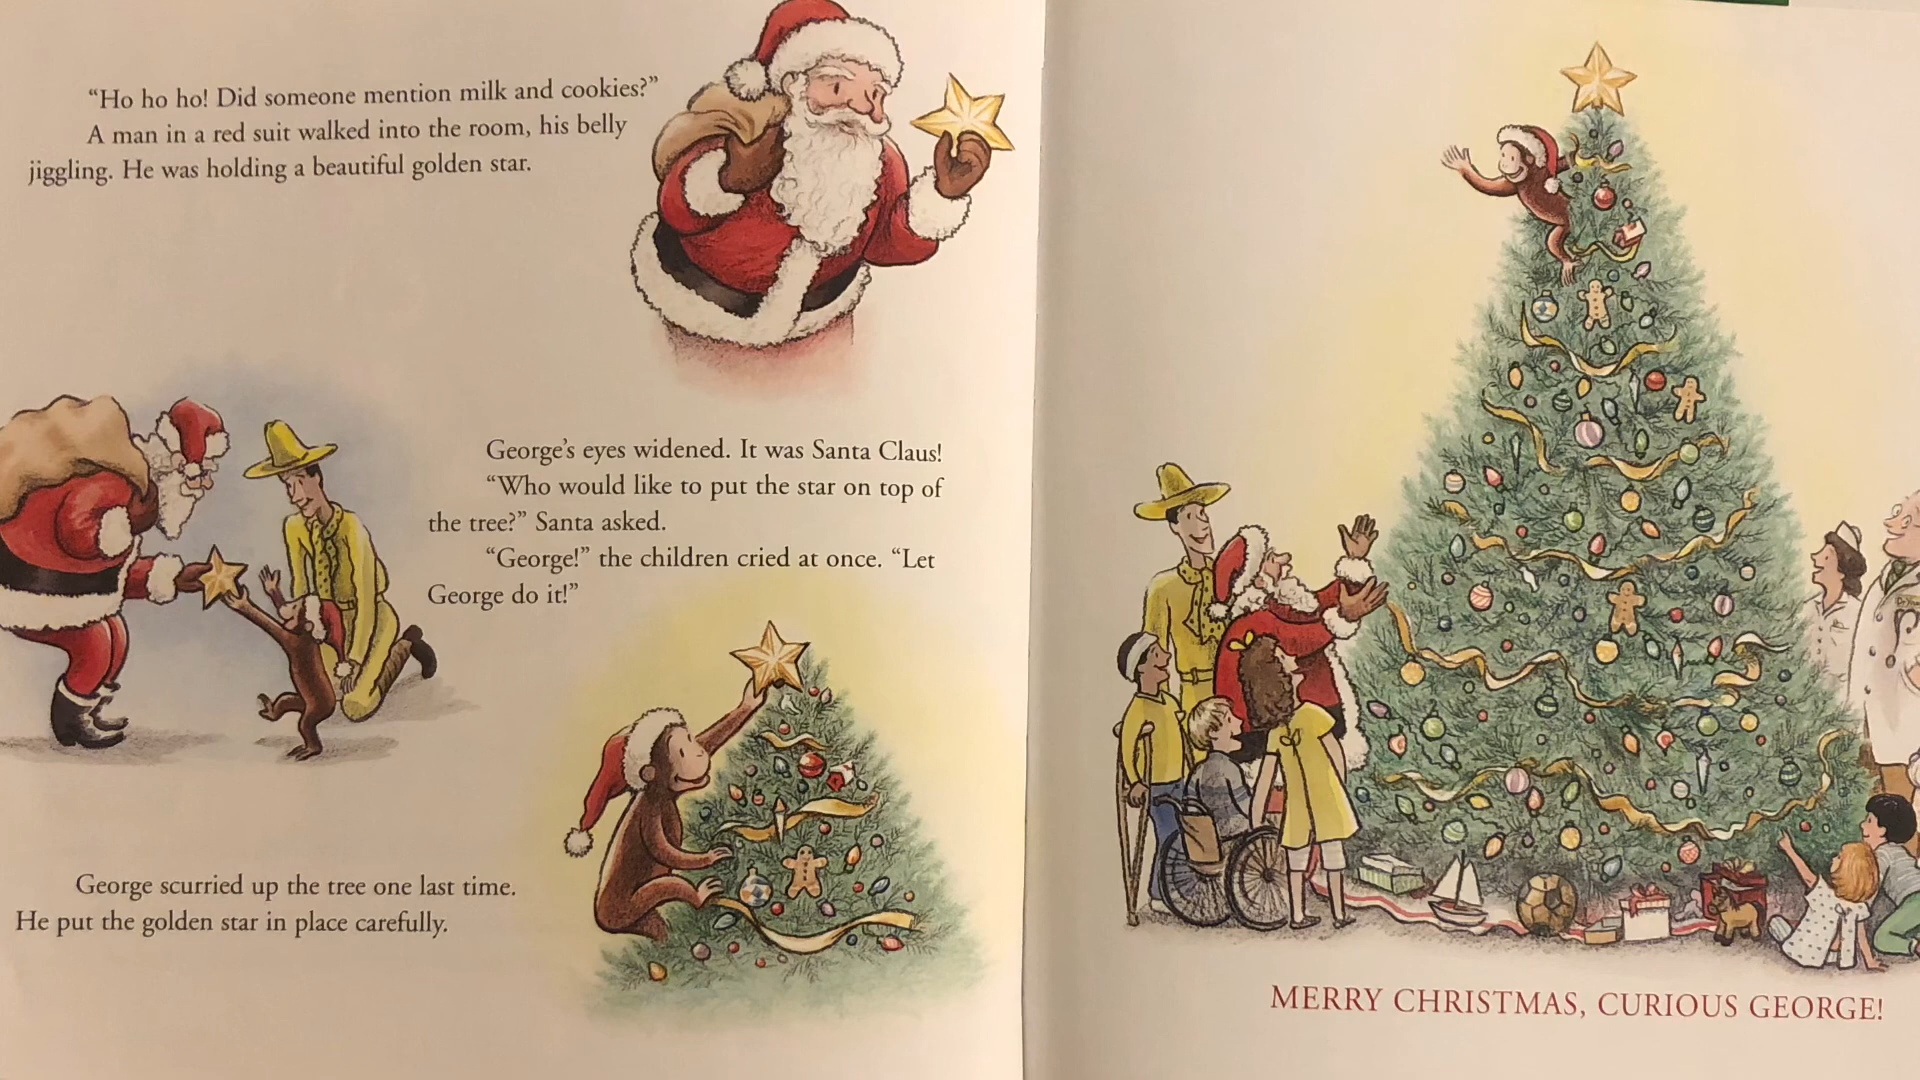 “Ho ho ho! Did someone mention milk and cookies?”
A man in a red suit walked into the room, his belly
jiggling. He was holding a beautiful golden star.
George’s eyes widened. It was Santa Claus!
“Who would like to put the star on top of
the tree?” Santa asked.
“George!” the children cried at once. “Let
George do it!”
George scurried up the tree one last time.
He put the golden star in place carefully.
MERRY CHRISTMAS, CURIOUS GEORGE!